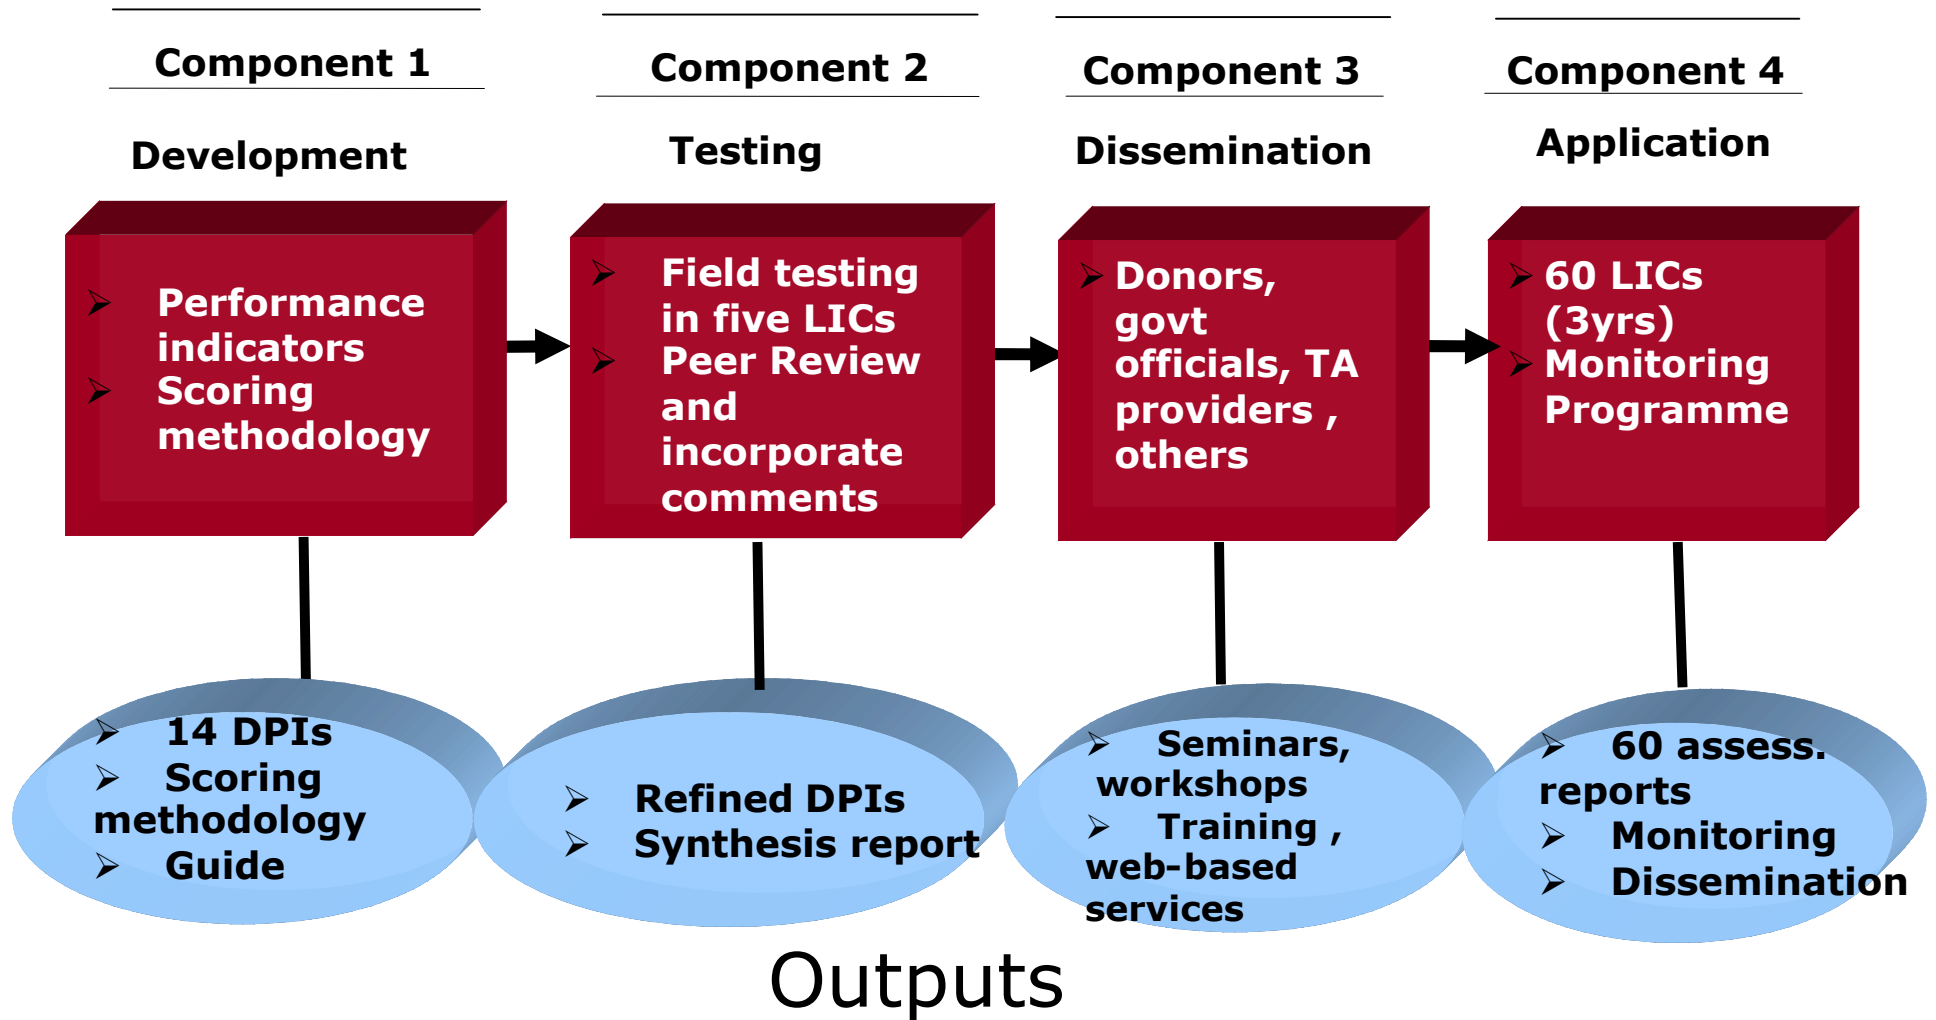 Component 1
Component 2
Component 3
Component 4
Development
Testing
Dissemination
Application
➢ Performance
indicators
➢ Scoring
methodology
➢ Field testing
in five LICs
➢ Peer Review
and
incorporate
comments
➢ Donors,
govt
officials, TA
providers ,
others
➢ 60 LICs
(3yrs)
➢ Monitoring
Programme
➢ 14 DPIs
➢ Scoring
methodology
➢ Guide
➢ Refined DPIs
➢ Synthesis report
➢ Seminars,
workshops
➢ Training ,
web-based
services
➢ 60 assess.
reports
➢ Monitoring
➢ Dissemination
Outputs